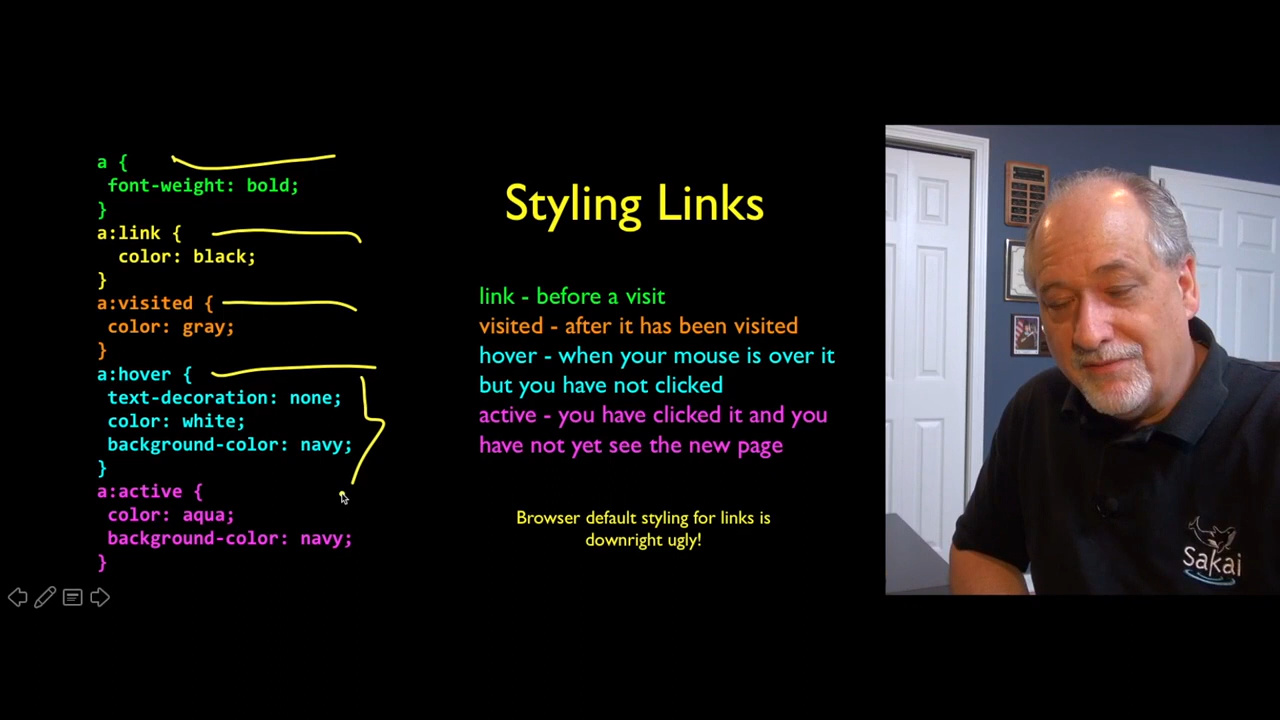 a {
 font-weight: bold;
}
a:link {
  color: black;
}
a:visited {
 color: gray;
}
a:hover {
 text-decoration: none;
 color: white;
 background-color: navy;
}
a:active {
 color: aqua;
 background-color: navy;
}
Styling Links
link - before a visit
visited - after it has been visited
hover - when your mouse is over it
but you have not clicked
active - you have clicked it and you
have not yet see the new page
Browser default styling for links is
downright ugly!
Sakai